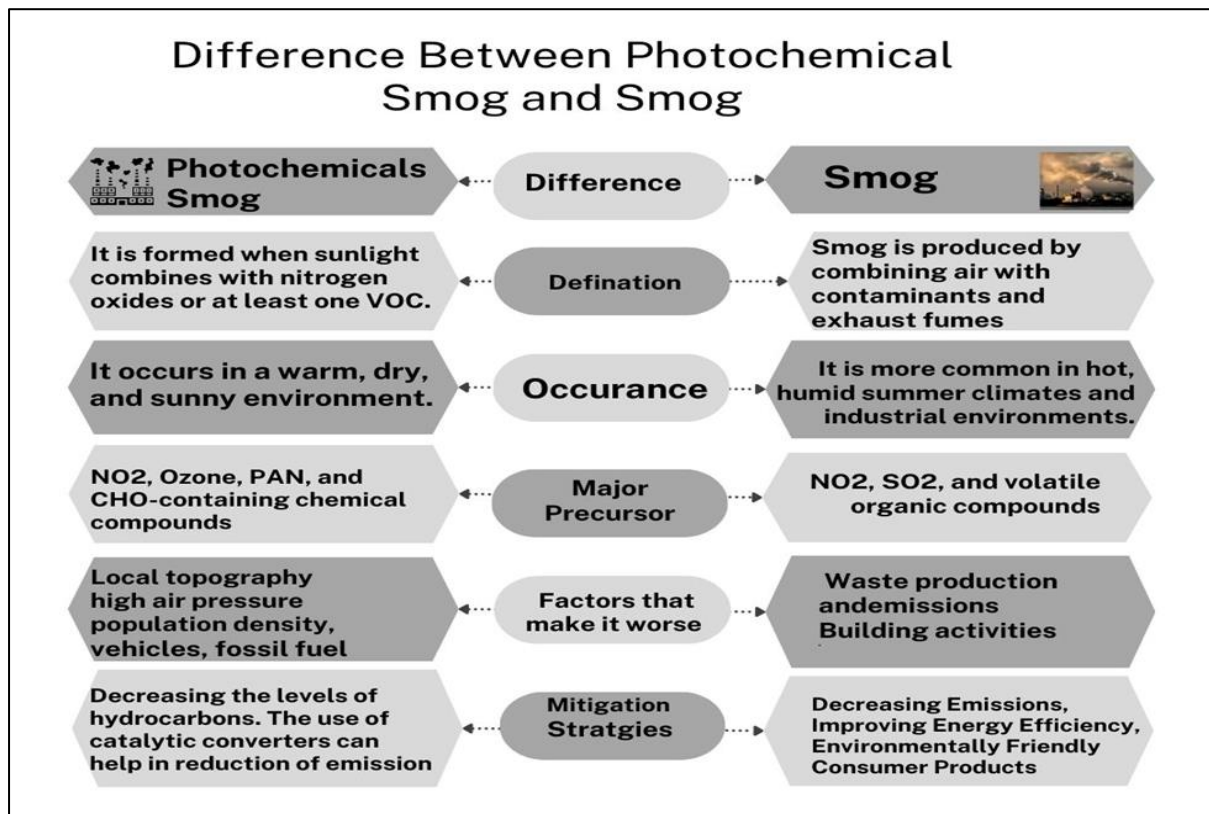 Difference Between Photochemical
Smog and Smog
Photochemicals
Smog
Difference
Smog
It is formed when sunlight
combines with nitrogen
oxides or at least one VOC.
Defination
Smog is produced by
combining air with
contaminants and
exhaust fumes
It occurs in a warm, dry,
and sunny environment.
Occurance
It is more common in hot,
humid summer climates and
industrial environments.
NO2, Ozone, PAN, and
CHO-containing chemical
compounds
Major
Precursor
NO2, SO2, and volatile
organic compounds
Local topography
high air pressure
population density,
vehicles, fossil fuel
Factors that
make it worse
Waste production
andemissions
Building activities
Decreasing the levels of
hydrocarbons. The use of
catalytic converters can
help in reduction of emission
Mitigation
Stratgies
Decreasing Emissions,
Improving Energy Efficiency,
Environmentally Friendly
Consumer Products